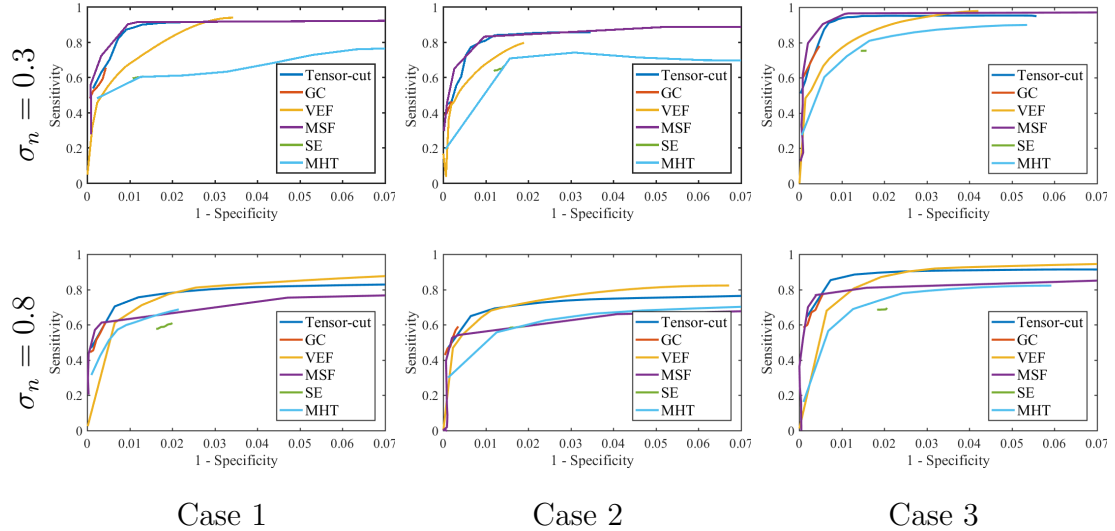 σn = 0.3
Sensitivity
1
0.8
0.6
0.4
0.2
0
0 0.01 0.02 0.03 0.04 0.05 0.06 0.07
1 - Specificity
Tensor-cut
GC
VEF
MSF
SE
MHT
Sensitivity
1
0.8
0.6
0.4
0.2
0
0 0.01 0.02 0.03 0.04 0.05 0.06 0.07
1 - Specificity
Tensor-cut
GC
VEF
MSF
SE
MHT
Sensitivity
1
0.8
0.6
0.4
0.2
0
0 0.01 0.02 0.03 0.04 0.05 0.06 0.07
1 - Specificity
Tensor-cut
GC
VEF
MSF
SE
MHT
σn = 0.8
Sensitivity
1
0.8
0.6
0.4
0.2
0
0 0.01 0.02 0.03 0.04 0.05 0.06 0.07
1 - Specificity
Tensor-cut
GC
VEF
MSF
SE
MHT
Sensitivity
1
0.8
0.6
0.4
0.2
0
0 0.01 0.02 0.03 0.04 0.05 0.06 0.07
1 - Specificity
Tensor-cut
GC
VEF
MSF
SE
MHT
Sensitivity
1
0.8
0.6
0.4
0.2
0
0 0.01 0.02 0.03 0.04 0.05 0.06 0.07
1 - Specificity
Tensor-cut
GC
VEF
MSF
SE
MHT
Case 1 Case 2 Case 3